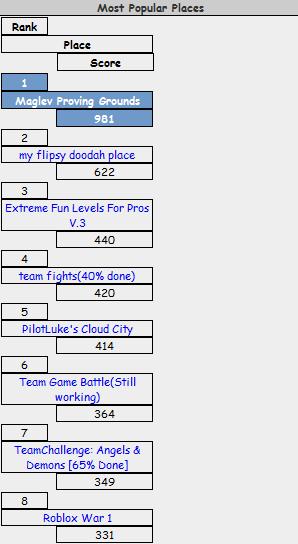 Most Popular Places
Rank
Place
Score
1
Maglev Proving Grounds
981
2
my flipsy doodah place
622
3
Extreme Fun Levels For Pros
V.3
440
4
team fights(40% done)
420
5
PilotLuke's Cloud City
414
6
Team Game Battle(Still
working)
364
7
TeamChallenge: Angels &
Demons [65% Done]
349
8
Roblox War 1
331